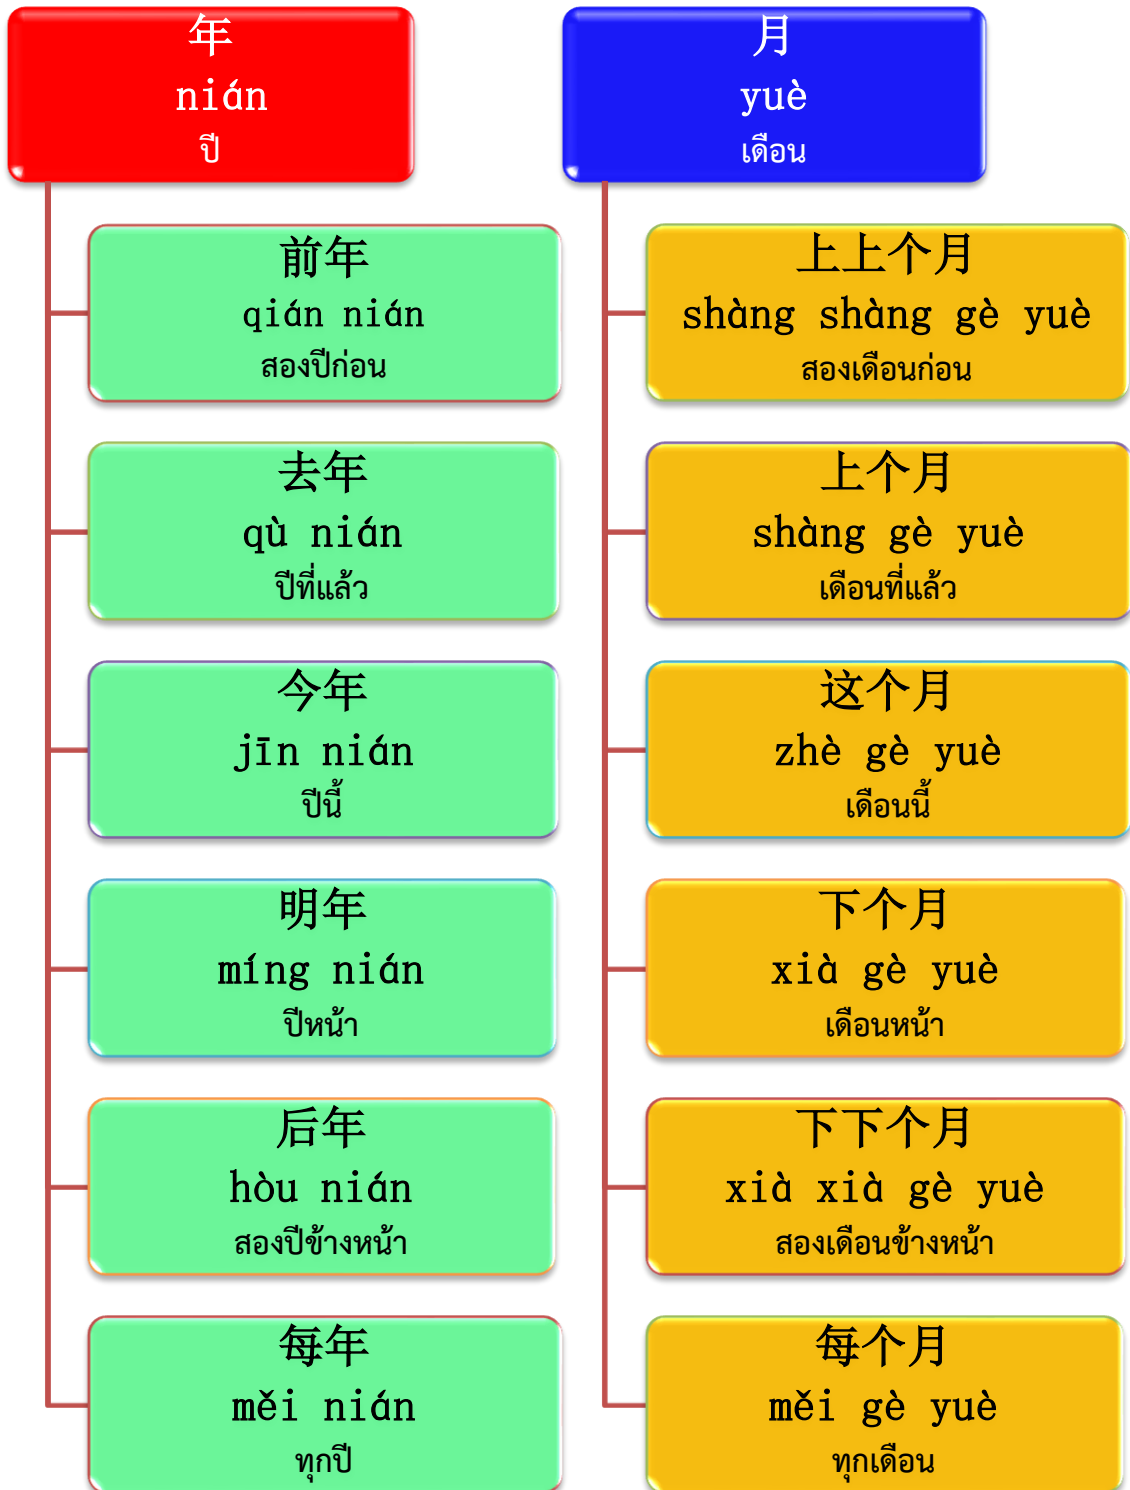 年
nián
ปี
前年
qián nián
สองปีก่อน
去年
qù nián
ปีที่แล้ว
今年
jīn nián
ปีนี้
明年
míng nián
ปีหน้า
后年
hòu nián
สองปีข้างหน้า
每年
měi nián
ทุกปี
月
yuè
เดือน
上上个月
shàng shàng gè yuè
สองเดือนก่อน
上个月
shàng gè yuè
เดือนที่แล้ว
这个月
zhè gè yuè
เดือนนี้
下个月
xià gè yuè
เดือนหน้า
下下个月
xià xià gè yuè
สองเดือนข้างหน้า
每个月
měi gè yuè
ทุกเดือน